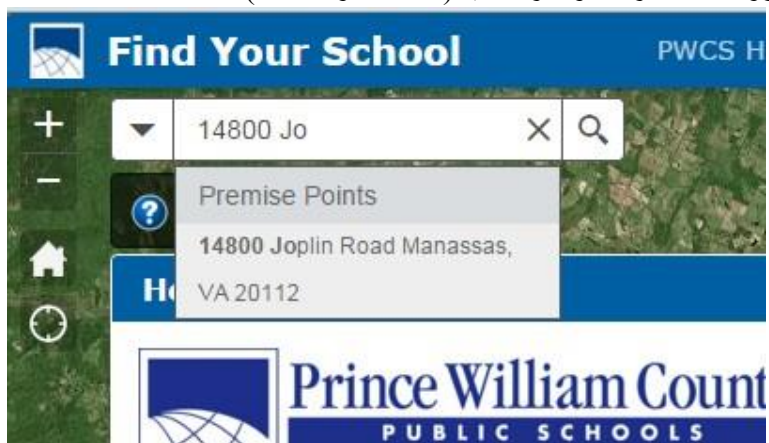 Find Your School
PWCS H
14800 Jo
Premise Points
14800 Joplin Road Manassas,
VA 20112
Prince William Count
PUBLIC SCHOOLS